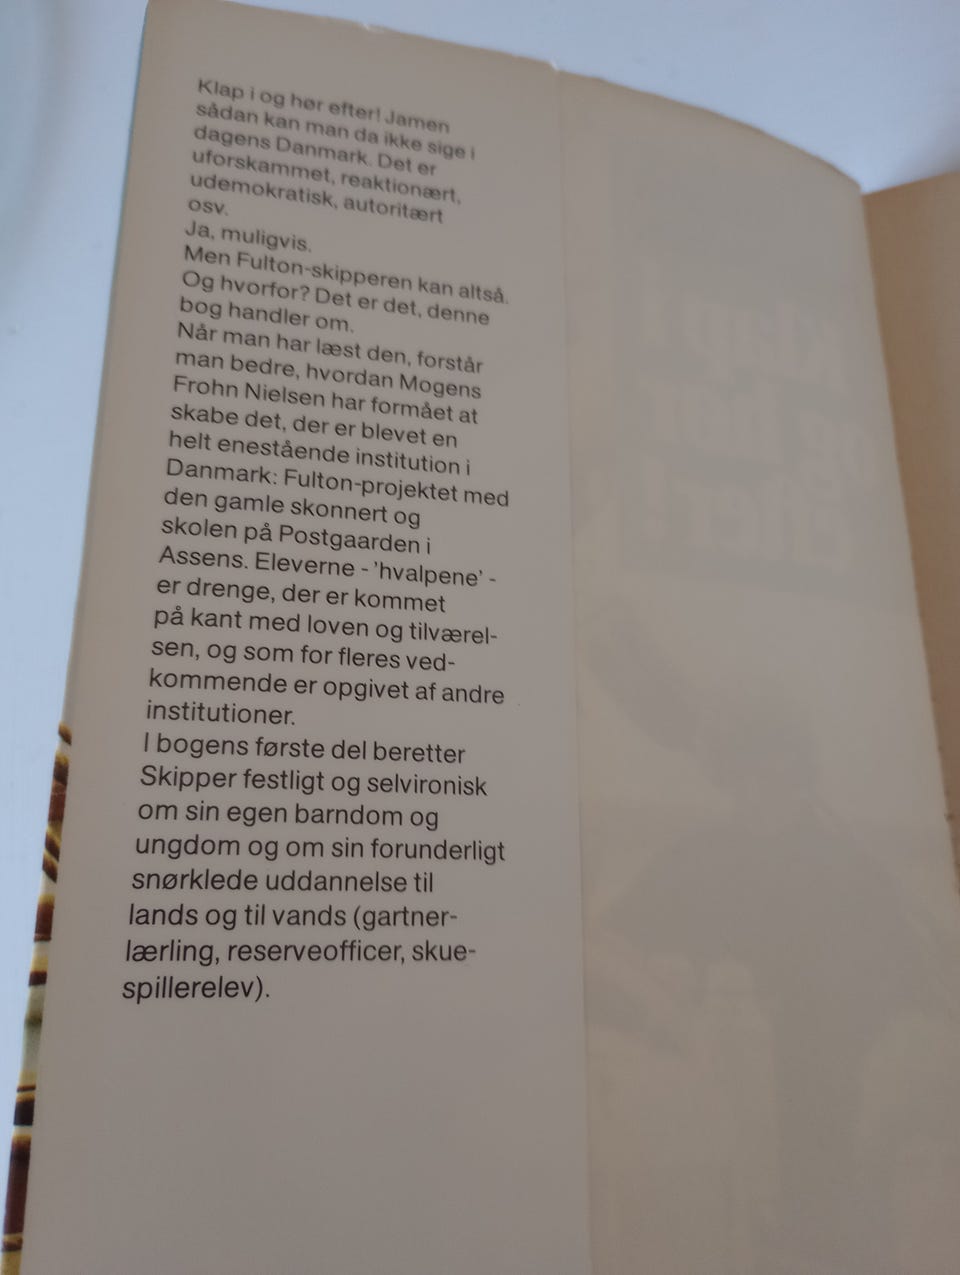 Klap i og hør efter! Jamen
sådan kan man da ikke sige i
dagens Danmark. Det er
uforskammet, reaktionært,
udemokratisk, autoritært
osv.
Ja, muligvis.
Men Fulton-skipperen kan altså.
Og hvorfor? Det er det, denne
bog handler om.
Når man har læst den, forstår
man bedre, hvordan Mogens
Frohn Nielsen har formået at
skabe det, der er blevet en
helt enestående institution i
Danmark: Fulton-projektet med
den gamle skonnert og
skolen på Postgaarden i
Assens. Eleverne - 'hvalpene' -
er drenge, der er kommet
på kant med loven og tilværel-
sen, og som for fleres ved-
kommende er opgivet af andre
institutioner.
I bogens første del beretter
Skipper festligt og selvironisk
om sin egen barndom og
ungdom og om sin forunderligt
snørklede uddannelse til
lands og til vands (gartner-
lærling, reserveofficer, skue-
spillerelev).